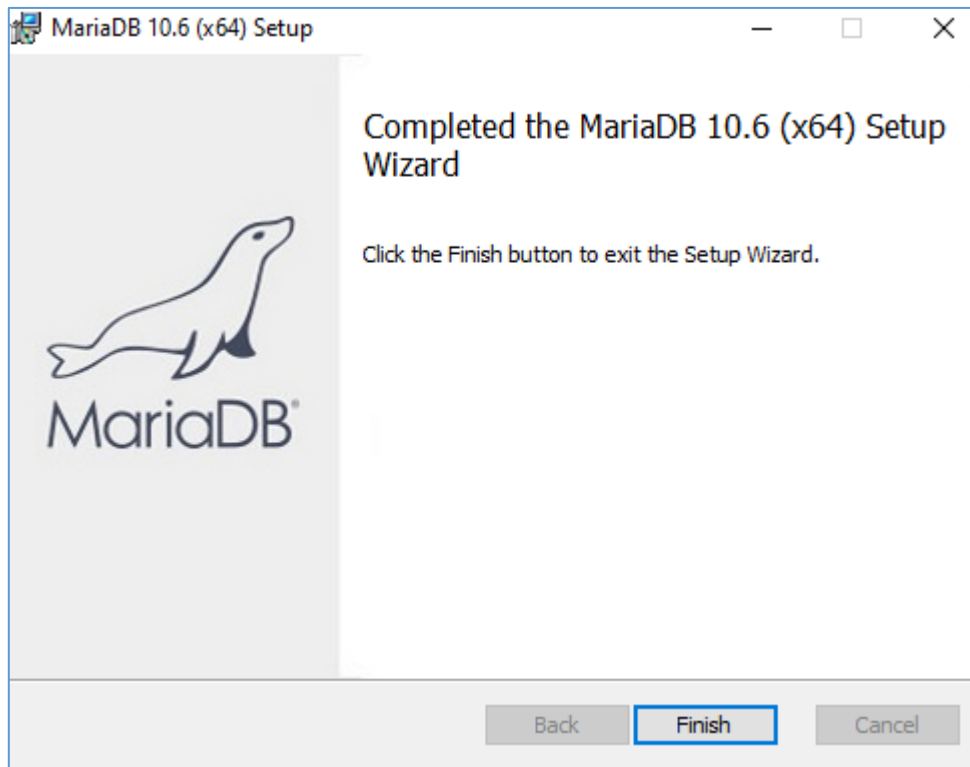 MariaDB 10.6 (x64) Setup
Completed the MariaDB 10.6 (x64) Setup
Wizard
Click the Finish button to exit the Setup Wizard.
MariaDB®
Back
Finish
Cancel